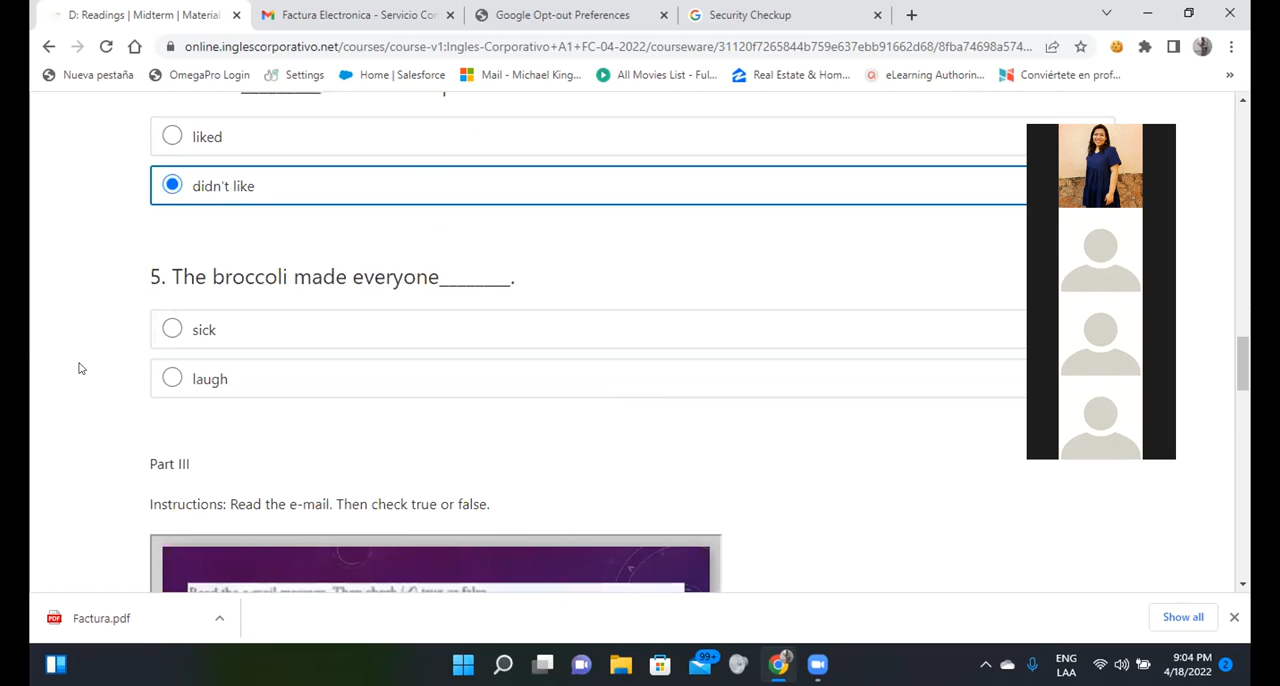 D: Readings | Midterm | Material
Factura Electronica - Servicio Cor
Google Opt-out Preferences
Security Checkup
online.inglescorporativo.net/courses/course-v1:Ingles-Corporativo+A1+FC-04-2022/courseware/31120f7265844b759e637ebb91662d68/8fba74698a574...
Nueva pestaña
OmegaPro Login
Settings
Home | Salesforce
Mail - Michael King...
All Movies List - Ful...
Real Estate & Hom...
eLearning Authorin...
Conviértete en prof...
»
liked
didn't like
5. The broccoli made everyone________.
sick
laugh
Part III
Instructions: Read the e-mail. Then check true or false.
Factura.pdf
Show all
99+
ENG
LAA
9:04 PM
4/18/2022
2